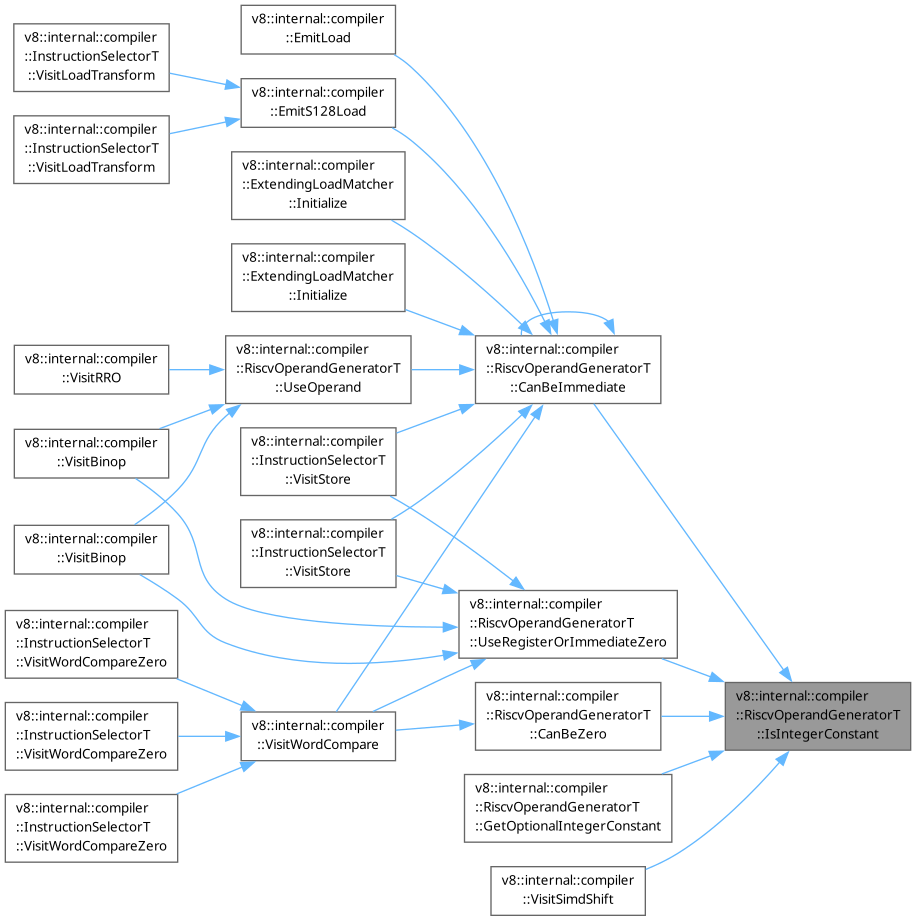 v8::internal::compiler
::EmitLoad
v8::internal::compiler
::InstructionSelectorT
::VisitLoadTransform
v8::internal::compiler
::EmitS128Load
v8::internal::compiler
::InstructionSelectorT
::VisitLoadTransform
v8::internal::compiler
::ExtendingLoadMatcher
::Initialize
v8::internal::compiler
::ExtendingLoadMatcher
::Initialize
v8::internal::compiler
::VisitRRO
v8::internal::compiler
::RiscvOperandGeneratorT
::UseOperand
v8::internal::compiler
::RiscvOperandGeneratorT
::CanBeImmediate
v8::internal::compiler
::VisitBinop
v8::internal::compiler
::InstructionSelectorT
::VisitStore
v8::internal::compiler
::VisitBinop
v8::internal::compiler
::InstructionSelectorT
::VisitStore
v8::internal::compiler
::InstructionSelectorT
::VisitWordCompareZero
v8::internal::compiler
::RiscvOperandGeneratorT
::UseRegisterOrImmediateZero
v8::internal::compiler
::InstructionSelectorT
::VisitWordCompareZero
v8::internal::compiler
::VisitWordCompare
v8::internal::compiler
::RiscvOperandGeneratorT
::CanBeZero
v8::internal::compiler
::RiscvOperandGeneratorT
::IsIntegerConstant
v8::internal::compiler
::InstructionSelectorT
::VisitWordCompareZero
v8::internal::compiler
::RiscvOperandGeneratorT
::GetOptionalIntegerConstant
v8::internal::compiler
::VisitSimdShift